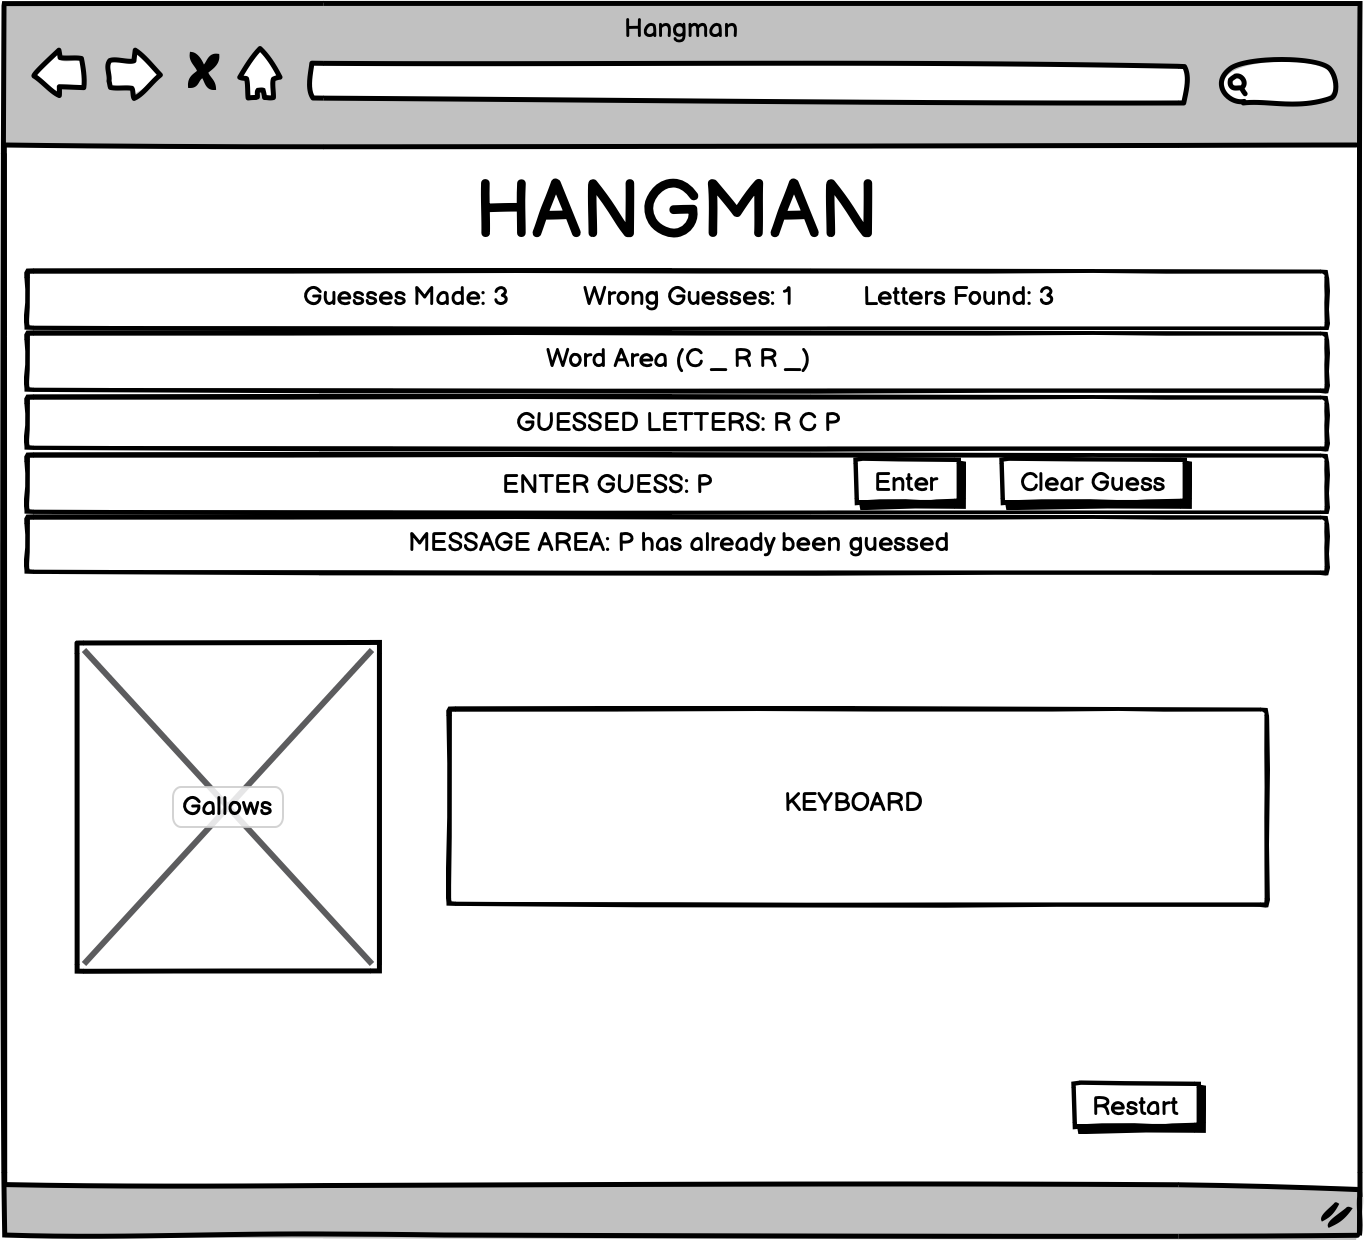 Hangman
HANGMAN
Guesses Made: 3 Wrong Guesses: 1 Letters Found: 3
Word Area (C _ R R _)
GUESSED LETTERS: R C P
ENTER GUESS: P Enter Clear Guess
MESSAGE AREA: P has already been guessed
Gallows
KEYBOARD
Restart